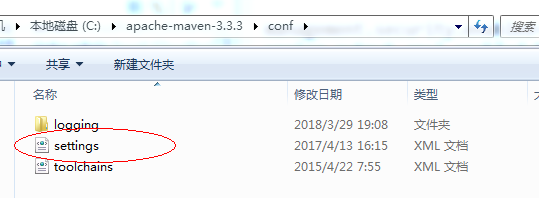 本地磁盘 (C:) apache-maven-3.3.3 conf 搜索
共享 新建文件夹
名称 修改日期 类型
logging 2018/3/29 19:08 文件夹
settings 2017/4/13 16:15 XML 文档
toolchains 2015/4/22 7:55 XML 文档